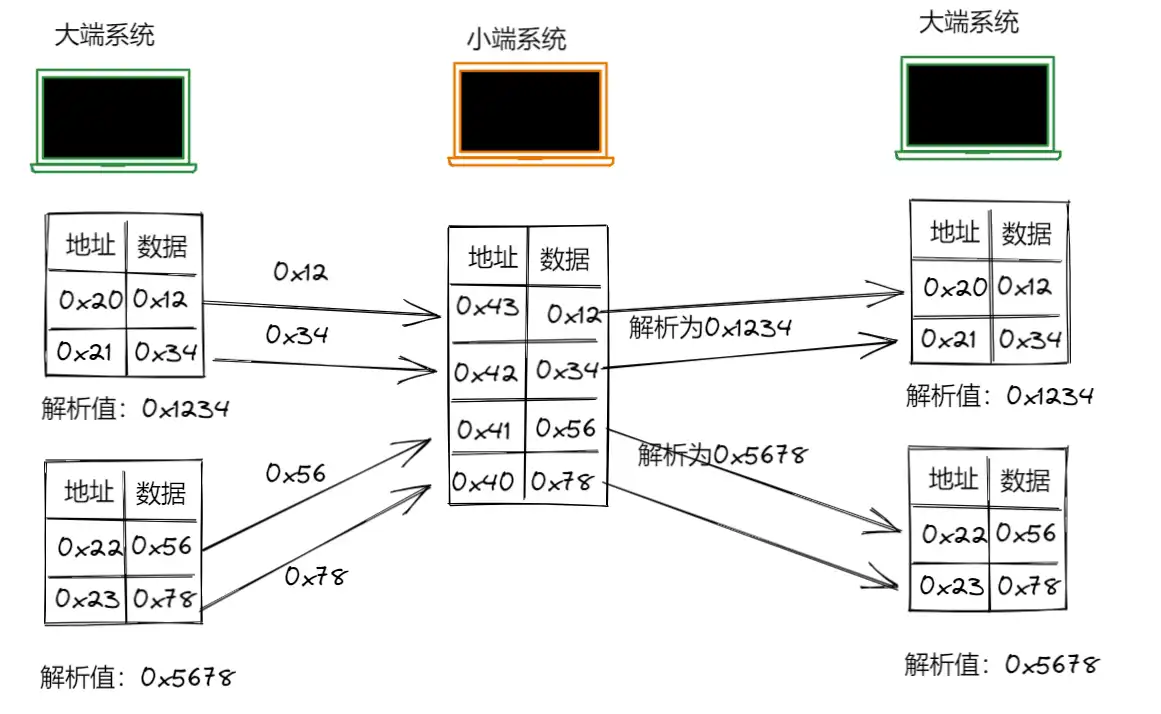 大端系统
小端系统
大端系统
地址 数据
0x20 0x12
0x21 0x34
解析值：0x1234
地址 数据
0x22 0x56
0x23 0x78
解析值：0x5678
0x12
0x34
0x56
0x78
地址 数据
0x43 0x12
0x42 0x34
0x41 0x56
0x40 0x78
解析为0x1234
解析为0x5678
地址 数据
0x20 0x12
0x21 0x34
解析值：0x1234
地址 数据
0x22 0x56
0x23 0x78
解析值：0x5678